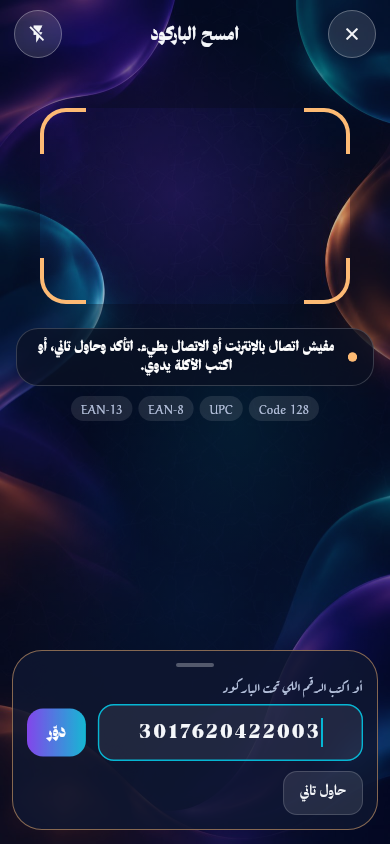 امسح الباركود
مفيش اتصال بالإنترنت أو الاتصال بطيء. اتأكد وحاول تاني، أو
اكتب الأكلة يدوي.
EAN-13 EAN-8 UPC Code 128
أو اكتب الرقم اللي تحت الباركود
3017620422003
دوّر
حاول تاني